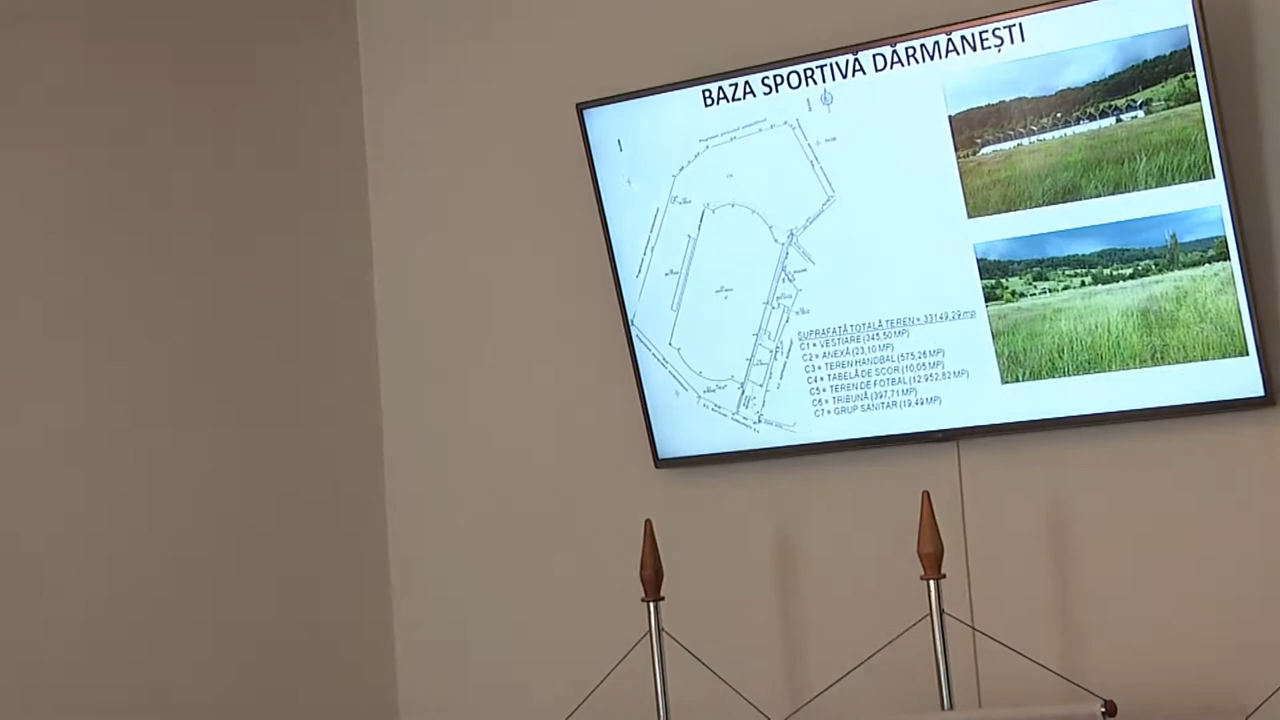 BAZA SPORTIVĂ DĂRMĂNEȘTI
SUPRAFAȚĂ TOTALĂ TEREN = 33149,29 mp
C1 = VESTIARE (345,50 MP)
C2 = ANEXĂ (23,10 MP)
C3 = TEREN HANDBAL (575,26 MP)
C4 = TABELĂ DE SCOR (10,05 MP)
C5 = TEREN DE FOTBAL (12.952,82 MP)
C6 = TRIBUNĂ (397,71 MP)
C7 = GRUP SANITAR (19,49 MP)